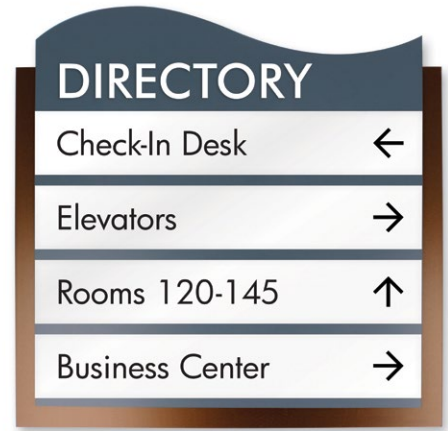 DIRECTORY
Check-In Desk ←
Elevators →
Rooms 120-145 ↑
Business Center →